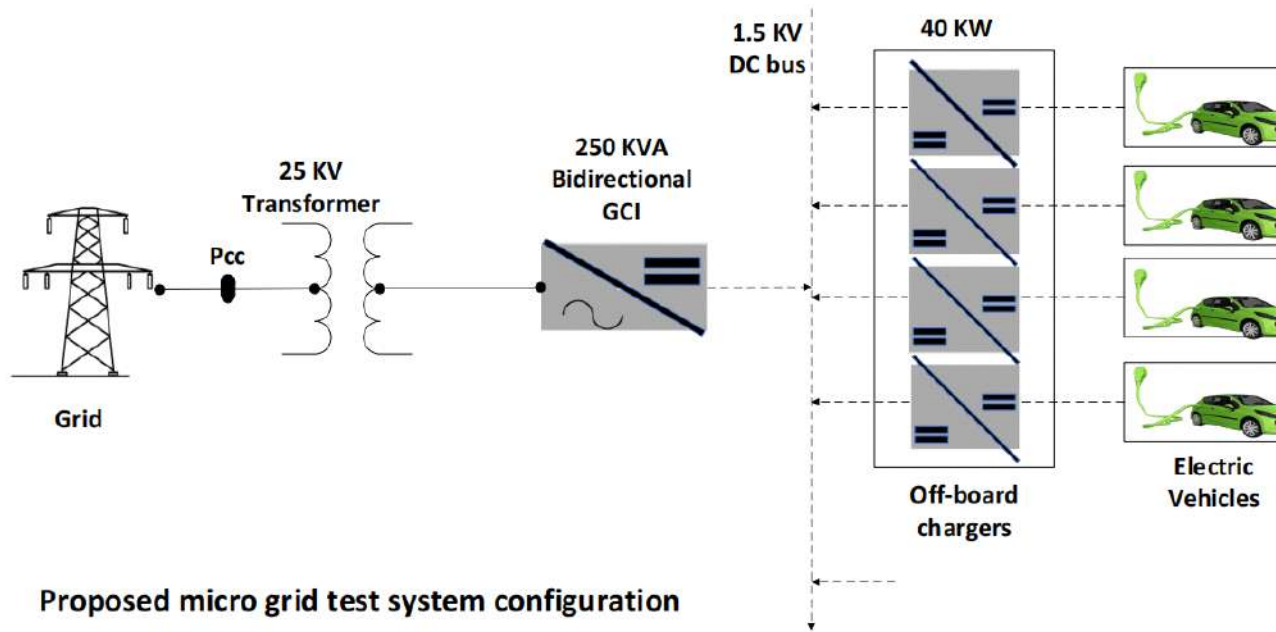 1.5 KV
DC bus
40 KW
250 KVA
Bidirectional
GCI
25 KV
Transformer
Pcc
Grid
Off-board
chargers
Electric
Vehicles
Proposed micro grid test system configuration